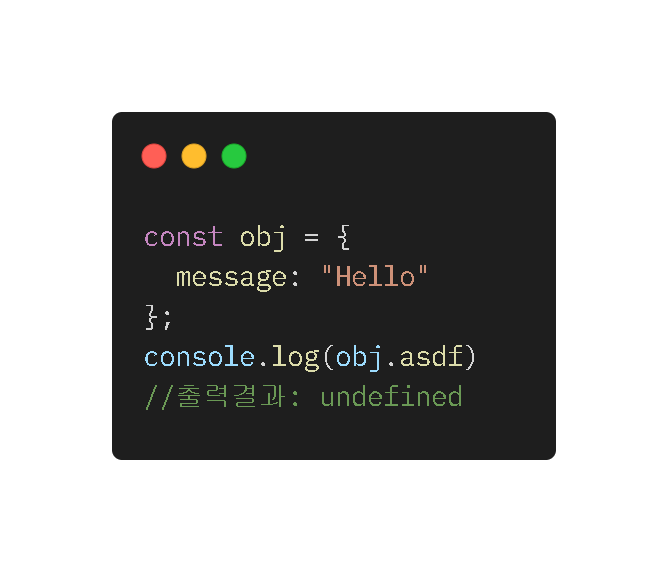 const obj = {
  message: "Hello"
};
console.log(obj.asdf)
//출력결과: undefined